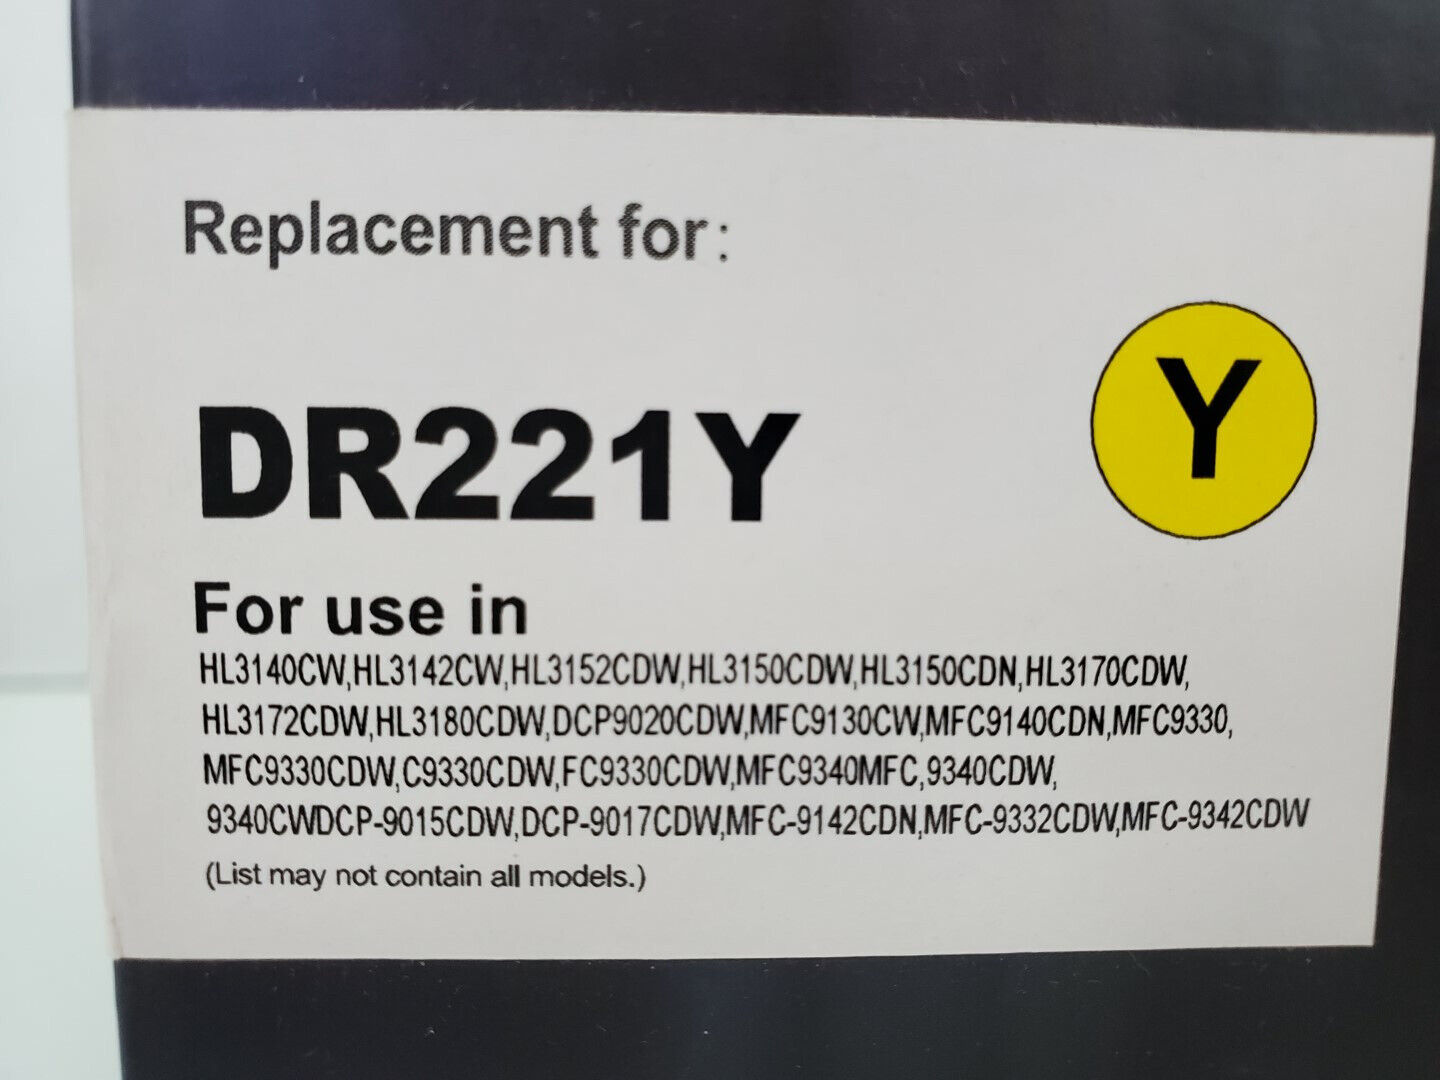 Replacement for:
DR221Y
Y
For use in
HL3140CW,HL3142CW,HL3152CDW,HL3150CDW,HL3150CDN,HL3170CDW,
HL3172CDW,HL3180CDW,DCP9020CDW,MFC9130CW,MFC9140CDN,MFC9330,
MFC9330CDW,C9330CDW,FC9330CDW,MFC9340MFC,9340CDW,
9340CWDCP-9015CDW,DCP-9017CDW,MFC-9142CDN,MFC-9332CDW,MFC-9342CDW
(List may not contain all models.)